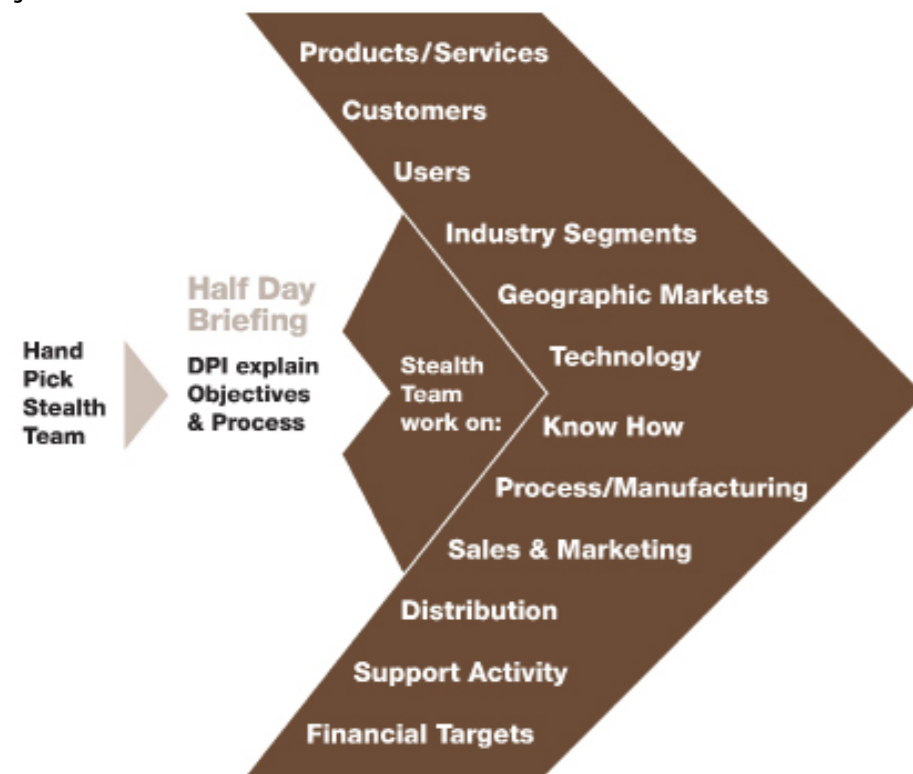 Hand
Pick
Stealth
Team
Half Day
Briefing
DPI explain
Objectives
& Process
Stealth
Team
work on:
Products/Services
Customers
Users
Industry Segments
Geographic Markets
Technology
Know How
Process/Manufacturing
Sales & Marketing
Distribution
Support Activity
Financial Targets